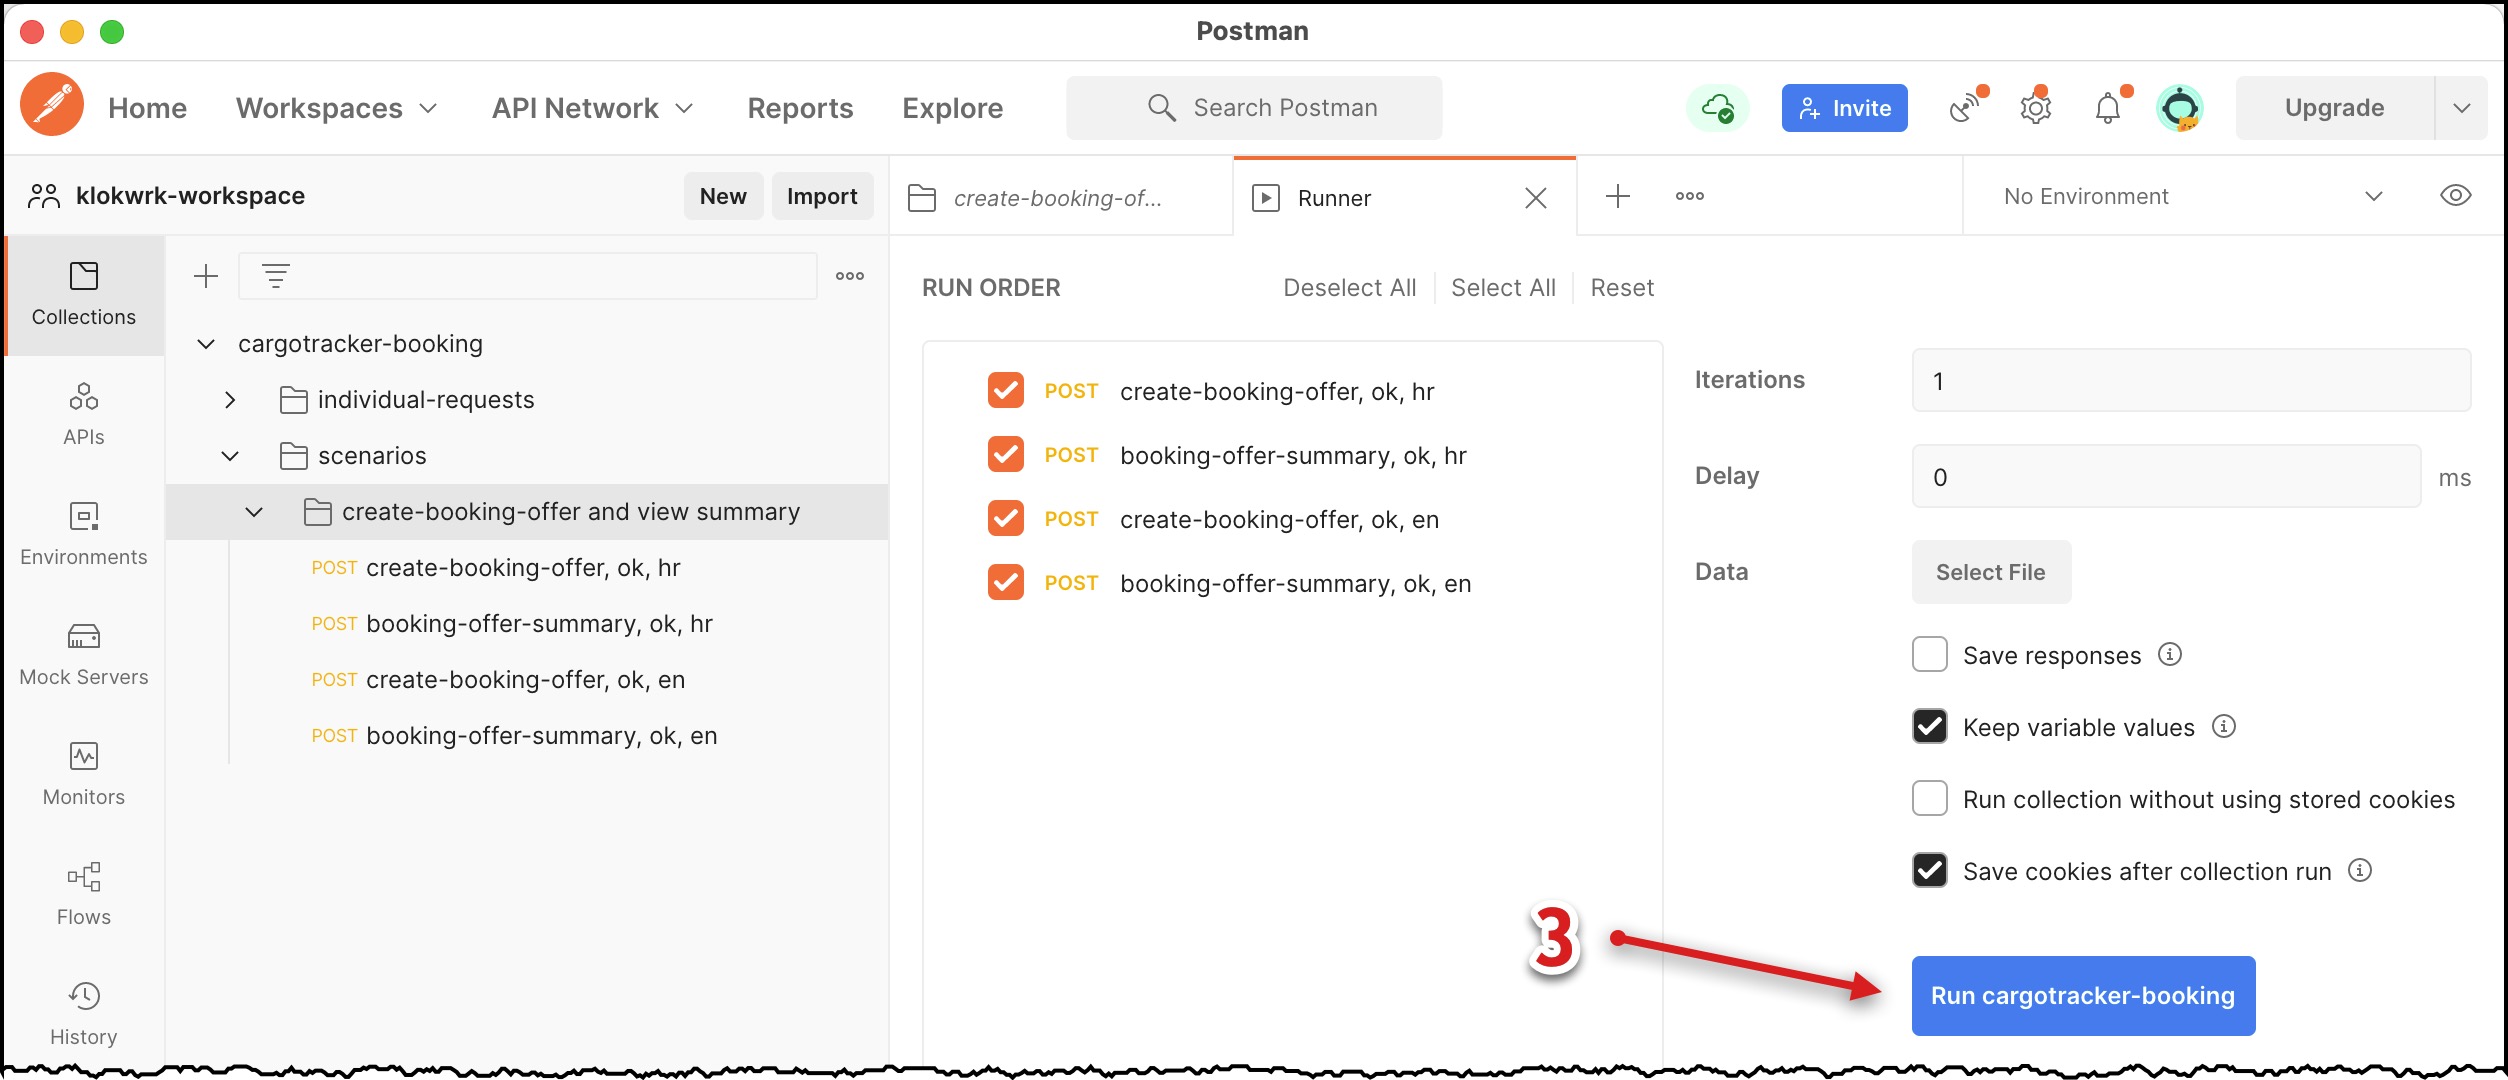 Postman
Home Workspaces API Network Reports Explore Search Postman Invite Upgrade
klokwrk-workspace New Import
create-booking-of... Runner No Environment
Collections
APIs
Environments
Mock Servers
Monitors
Flows
History
cargotracker-booking
individual-requests
scenarios
create-booking-offer and view summary
POST create-booking-offer, ok, hr
POST booking-offer-summary, ok, hr
POST create-booking-offer, ok, en
POST booking-offer-summary, ok, en
RUN ORDER Deselect All Select All Reset
POST create-booking-offer, ok, hr
POST booking-offer-summary, ok, hr
POST create-booking-offer, ok, en
POST booking-offer-summary, ok, en
Iterations 1
Delay 0 ms
Data Select File
Save responses
Keep variable values
Run collection without using stored cookies
Save cookies after collection run
3
Run cargotracker-booking